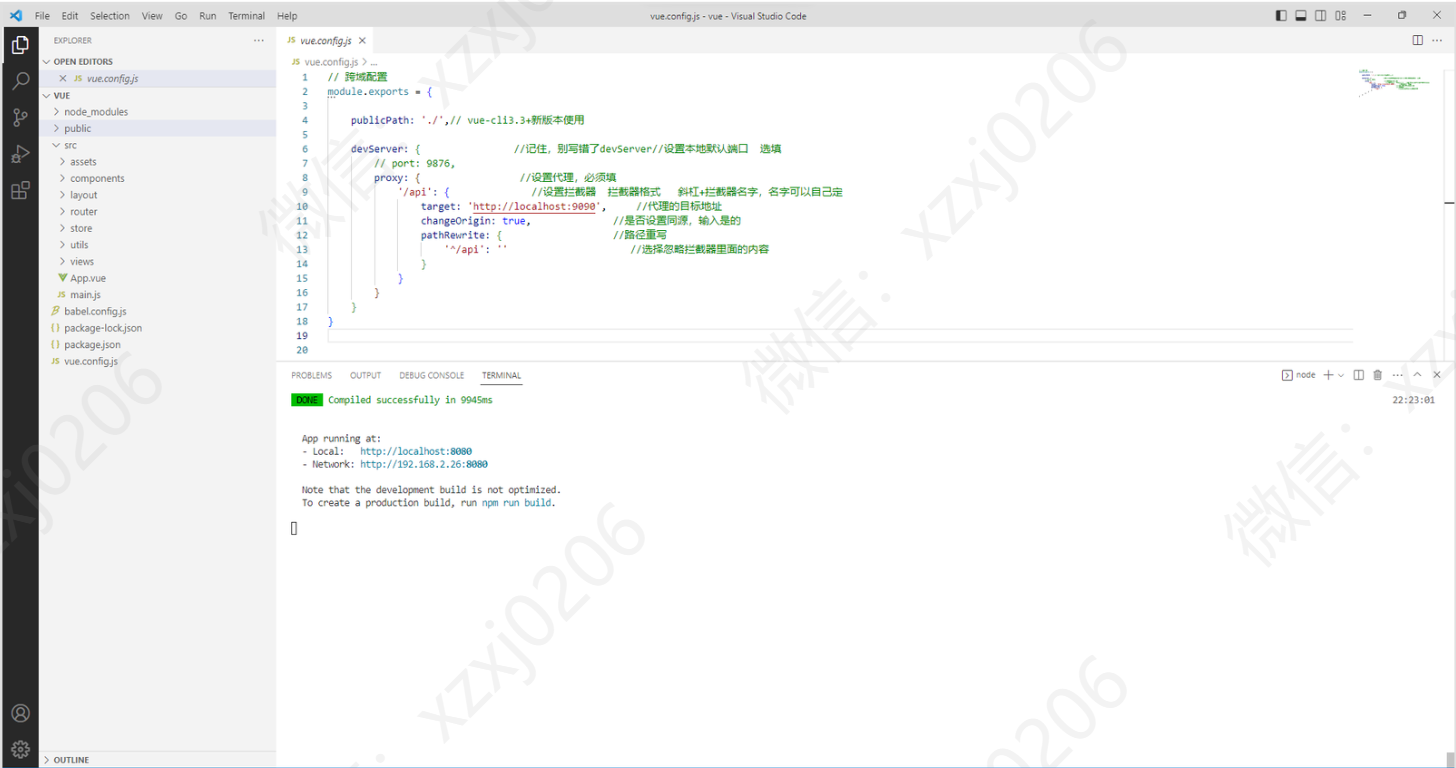 File Edit Selection View Go Run Terminal Help
vue.config.js - vue - Visual Studio Code
EXPLORER
OPEN EDITORS
JS vue.config.js
VUE
node_modules
public
src
assets
components
layout
router
store
utils
views
App.vue
JS main.js
babel.config.js
{} package-lock.json
{} package.json
JS vue.config.js
OUTLINE
JS vue.config.js
JS vue.config.js > ...
1 // 跨域配置
2 module.exports = {
3
4 publicPath: './',// vue-cli3.3+新版本使用
5
6 devServer: { //记住，别写错了devServer//设置本地默认端口 选填
7 // port: 9876,
8 proxy: { //设置代理，必须填
9 '/api': { //设置拦截器 拦截器格式 斜杠+拦截器名字，名字可以自己定
10 target: 'http://localhost:9090', //代理的目标地址
11 changeOrigin: true, //是否设置同源，输入是的
12 pathRewrite: { //路径重写
13 '^/api': '' //选择忽略拦截器里面的内容
14 }
15 }
16 }
17 }
18 }
19
20
PROBLEMS OUTPUT DEBUG CONSOLE TERMINAL
node
DONE Compiled successfully in 9945ms 22:23:01
App running at:
- Local: http://localhost:8080
- Network: http://192.168.2.26:8080
Note that the development build is not optimized.
To create a production build, run npm run build.
微信：xzxj0206
微信：xzxj0206
微信：xzxj0206